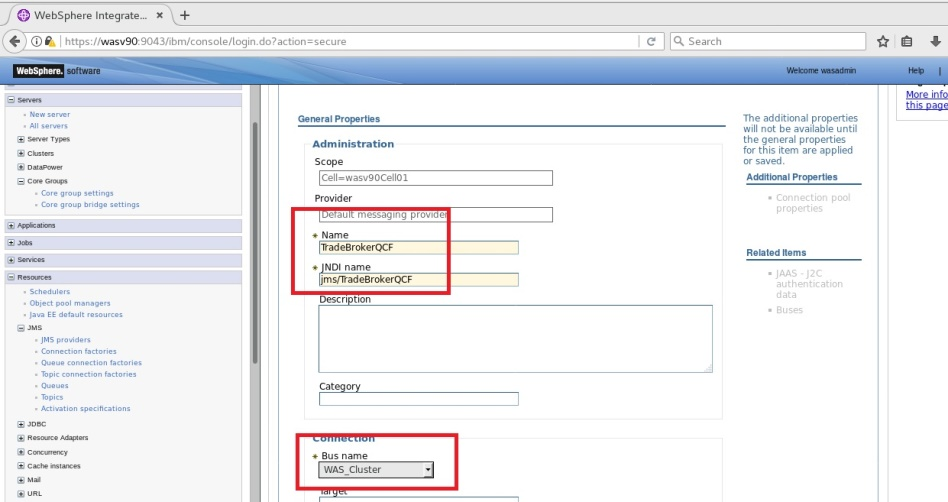 WebSphere Integrate...
https://wasv90:9043/ibm/console/login.do?action=secure
Search
WebSphere. software
Welcome wasadmin
Help
Servers
New server
All servers
Server Types
Clusters
DataPower
Core Groups
Core group settings
Core group bridge settings
Applications
Jobs
Services
Resources
Schedulers
Object pool managers
Java EE default resources
JMS
JMS providers
Connection factories
Queue connection factories
Topic connection factories
Queues
Topics
Activation specifications
JDBC
Resource Adapters
Concurrency
Cache instances
Mail
URL
General Properties
Administration
Scope
Cell=wasv90Cell01
Provider
Default messaging provider
* Name
TradeBrokerQCF
* JNDI name
jms/TradeBrokerQCF
Description
Category
Connection
* Bus name
WAS_Cluster
Target
The additional properties
will not be available until
the general properties
for this item are applied
or saved.
Additional Properties
Connection pool
properties
Related Items
JAAS - J2C
authentication
data
Buses
More info
this page